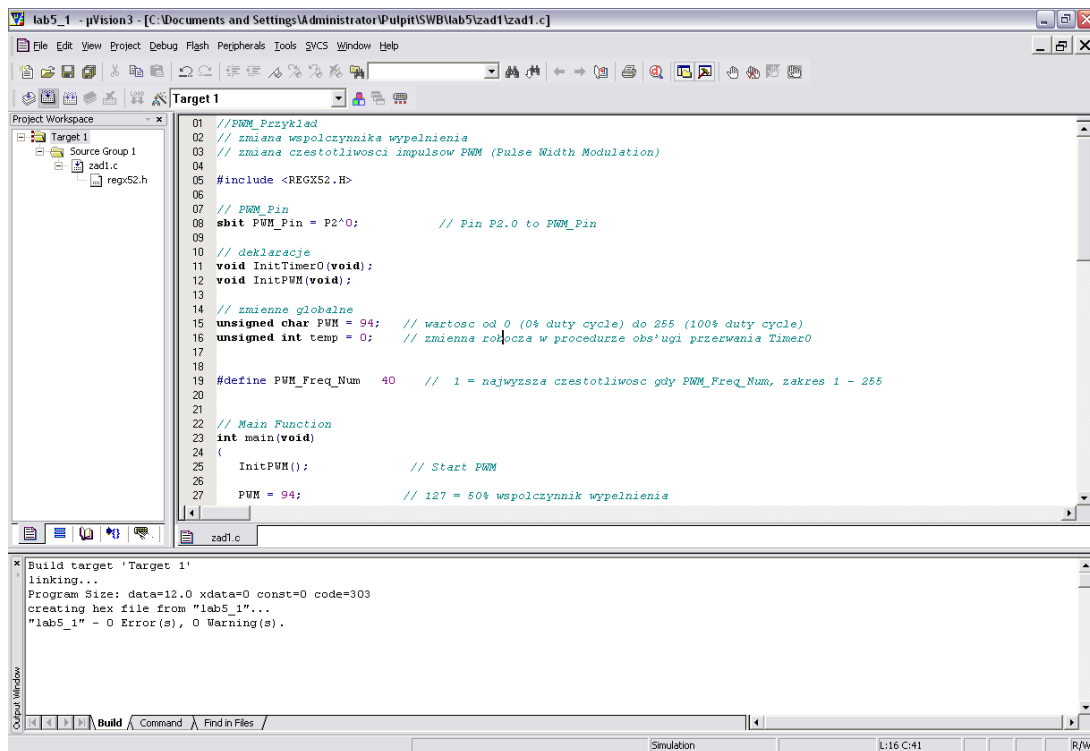 lab5_1 - µVision3 - [C:\Documents and Settings\Administrator\Pulpit\SWB\lab5\zad1\zad1.c]
File Edit View Project Debug Flash Peripherals Tools SVCS Window Help
Target 1
Project Workspace
Target 1
Source Group 1
zad1.c
regx52.h
01 //PWM_Przyklad
02 // zmiana wspolczynnika wypelnienia
03 // zmiana czestotliwosci impulsow PWM (Pulse Width Modulation)
04
05 #include <REGX52.H>
06
07 // PWM_Pin
08 sbit PWM_Pin = P2^0; // Pin P2.0 to PWM_Pin
09
10 // deklaracje
11 void InitTimer0(void);
12 void InitPWM(void);
13
14 // zmienne globalne
15 unsigned char PWM = 94; // wartosc od 0 (0% duty cycle) do 255 (100% duty cycle)
16 unsigned int temp = 0; // zmienna robocza w procedurze obs'ugi przerwania Timer0
17
18
19 #define PWM_Freq_Num 40 // 1 = najwyzsza czestotliwosc gdy PWM_Freq_Num, zakres 1 - 255
20
21
22 // Main Function
23 int main(void)
24 {
25 InitPWM(); // Start PWM
26
27 PWM = 94; // 127 = 50% wspolczynnik wypelnienia
zad1.c
Build target 'Target 1'
linking...
Program Size: data=12.0 xdata=0 const=0 code=303
creating hex file from "lab5_1"...
"lab5_1" - 0 Error(s), 0 Warning(s).
Output Window
Build Command Find in Files
Simulation L:16 C:41 R/W